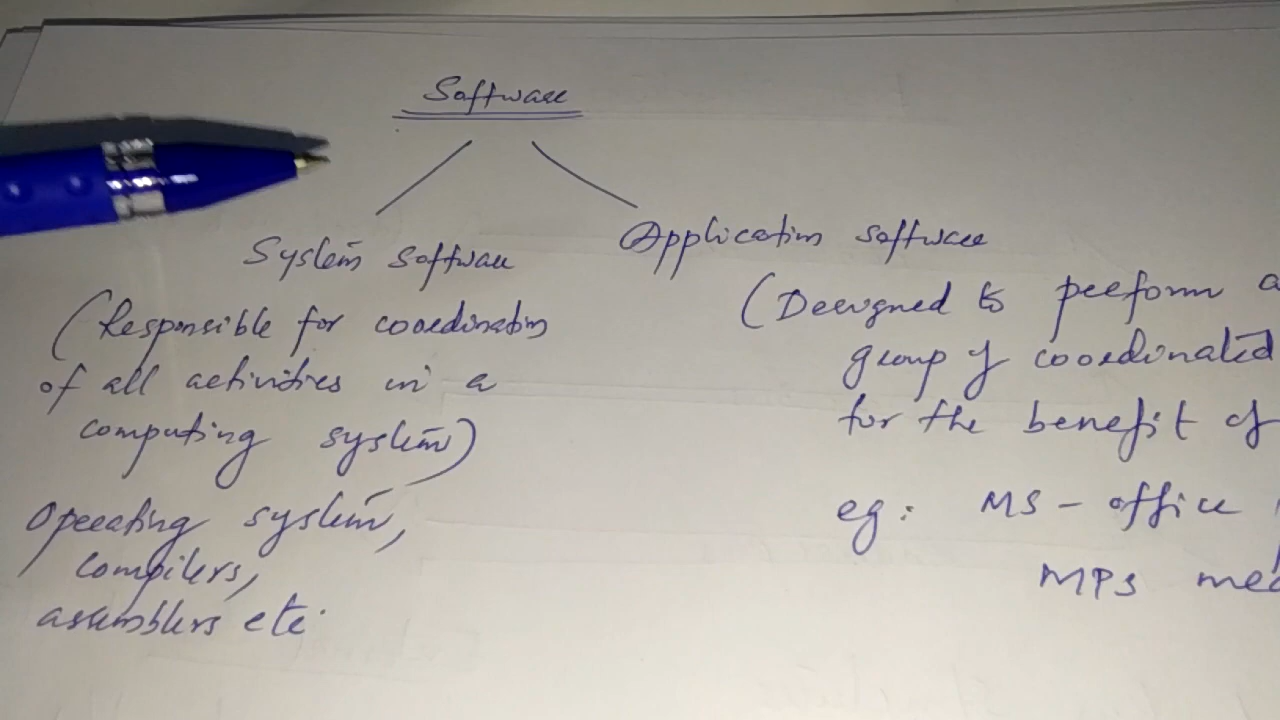 Software
System software
(Responsible for coordination
of all activities in a
computing system)
Operating system,
compilers,
assemblers etc.
Application software
(Designed to perform a
group of coordinated
for the benefit of
eg: MS - office
MPS